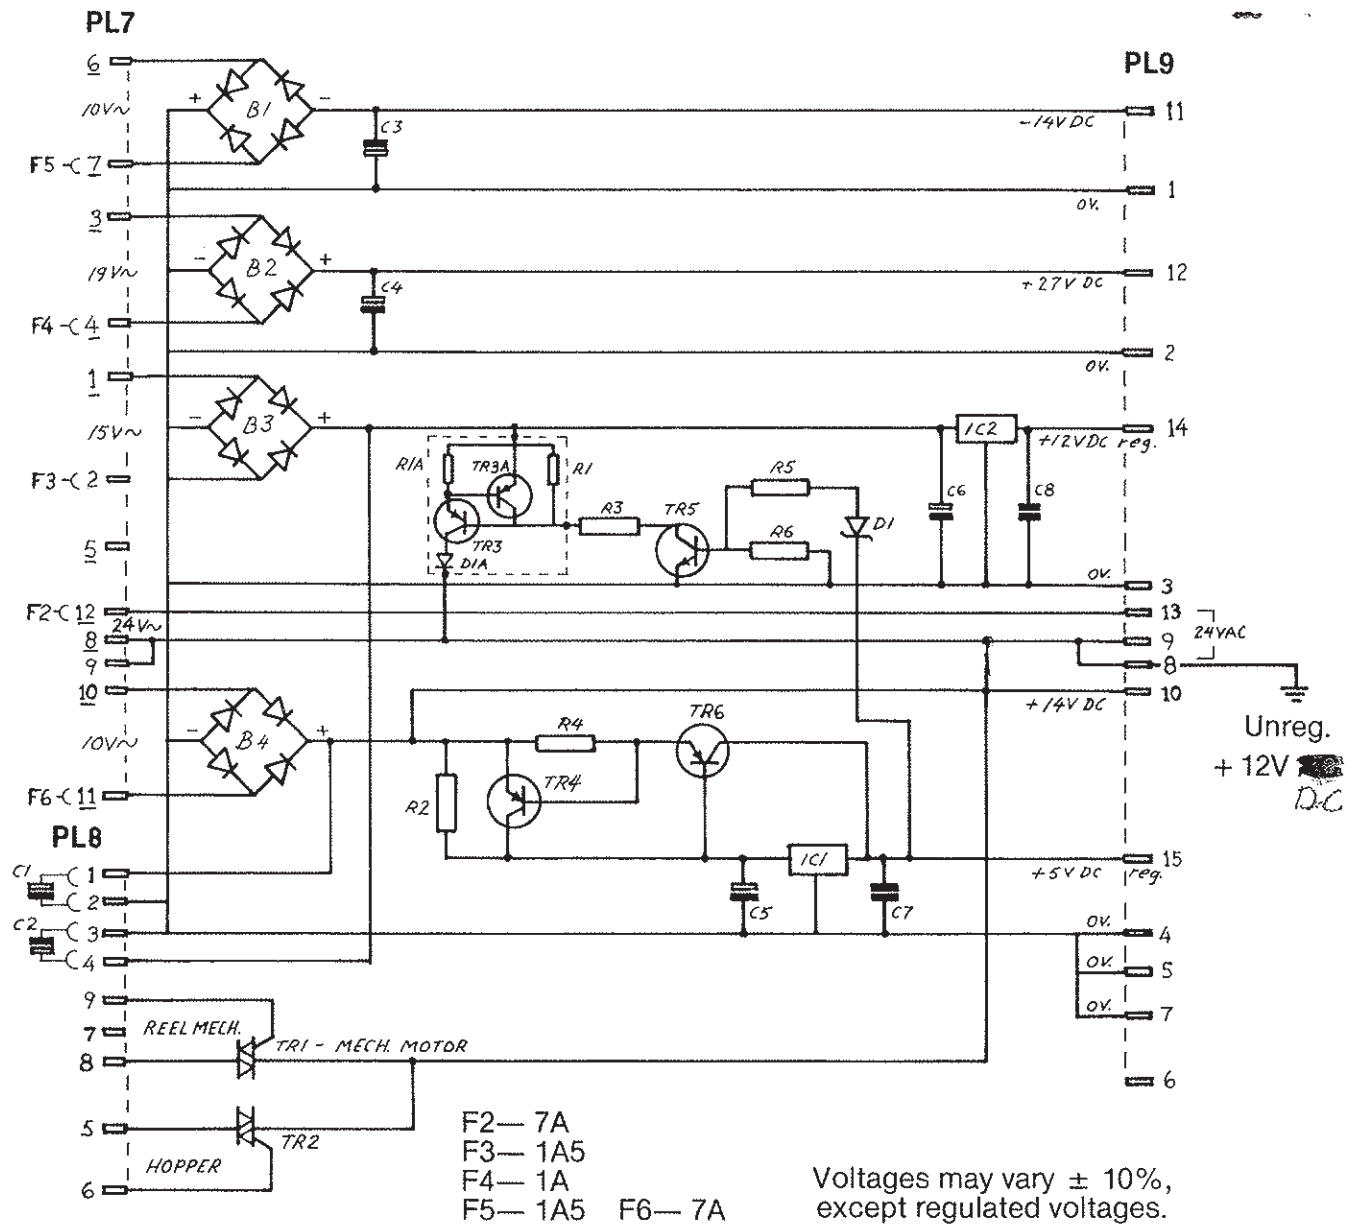 PL7
PL9
6
10V~
+
B1
−
C3
−14V DC
11
F5 7
1
0V.
3
19V~
−
B2
+
C4
+27V DC
12
F4 4
2
0V.
1
15V~
−
B3
+
IC2
+12VDC reg.
14
F3 2
R1A
TR3A
R1
R5
R3
TR5
C6
C8
D1
R6
TR3
D1A
5
0V.
3
F2 12
13
24V~
8
9
24VAC
9
8
10
10
+14V DC
Unreg.
+ 12V
D.C
10V~
−
B4
+
R4
TR6
TR4
R2
F6 11
PL8
IC1
15
+5V DC reg.
C1
1
2
C5
C7
C2
3
4
0V.
4
0V.
5
0V.
7
9
7
REEL MECH.
TR1 - MECH. MOTOR
8
6
5
TR2
HOPPER
6
F2— 7A
F3— 1A5
F4— 1A
F5— 1A5 F6— 7A
Voltages may vary ± 10%,
except regulated voltages.